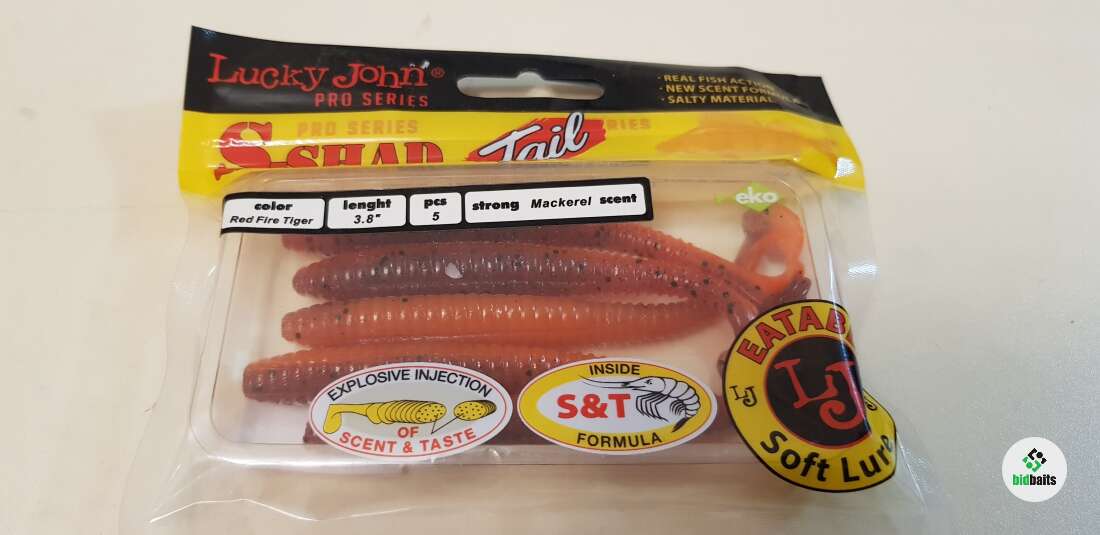 Lucky John®
PRO SERIES
· REAL FISH ACTION
· NEW SCENT FORMULA
· SALTY MATERIAL
PRO SERIES
S-SHAD Tail
eko
color
Red Fire Tiger
lenght
3.8"
pcs
5
strong Mackerel scent
EXPLOSIVE INJECTION
OF
SCENT & TASTE
INSIDE
S&T
FORMULA
LJ
LJ
Soft Lure
bidbaits